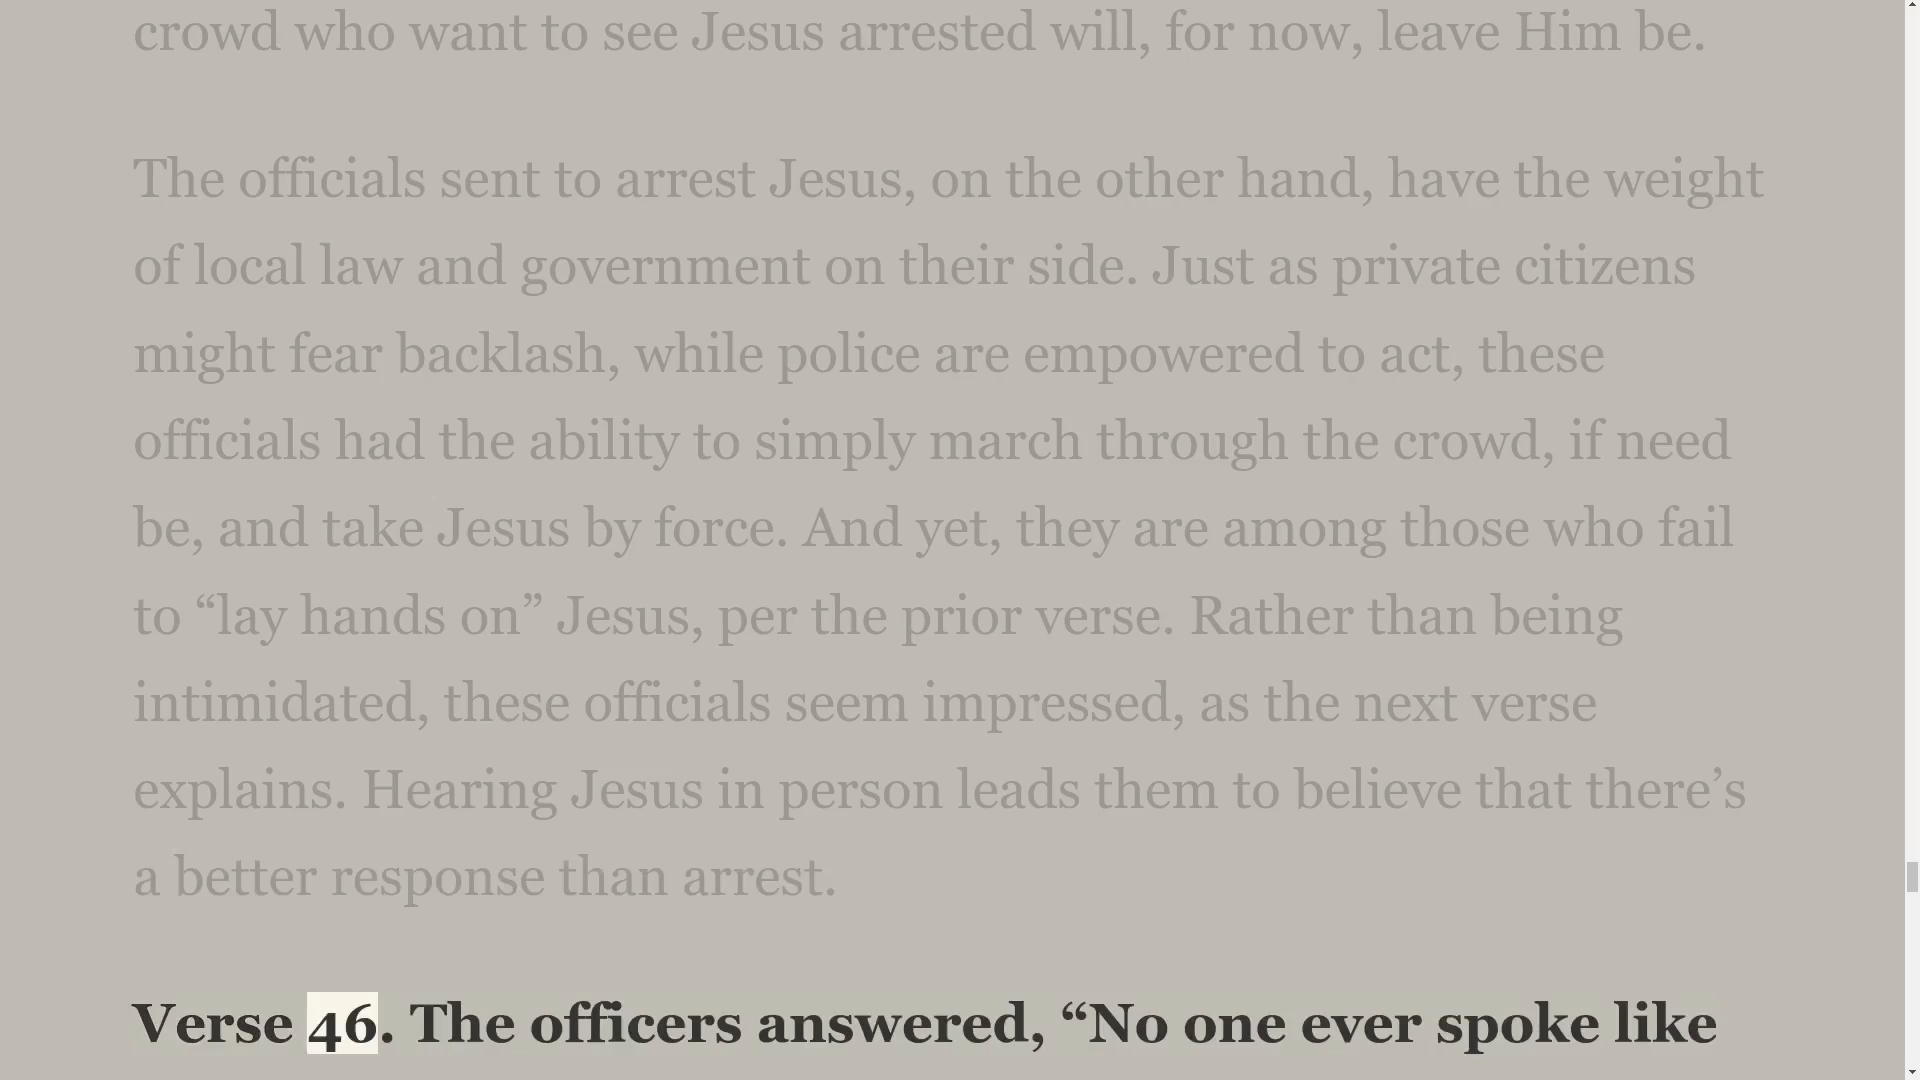 crowd who want to see Jesus arrested will, for now, leave Him be.
The officials sent to arrest Jesus, on the other hand, have the weight
of local law and government on their side. Just as private citizens
might fear backlash, while police are empowered to act, these
officials had the ability to simply march through the crowd, if need
be, and take Jesus by force. And yet, they are among those who fail
to “lay hands on” Jesus, per the prior verse. Rather than being
intimidated, these officials seem impressed, as the next verse
explains. Hearing Jesus in person leads them to believe that there’s
a better response than arrest.
Verse 46. The officers answered, “No one ever spoke like